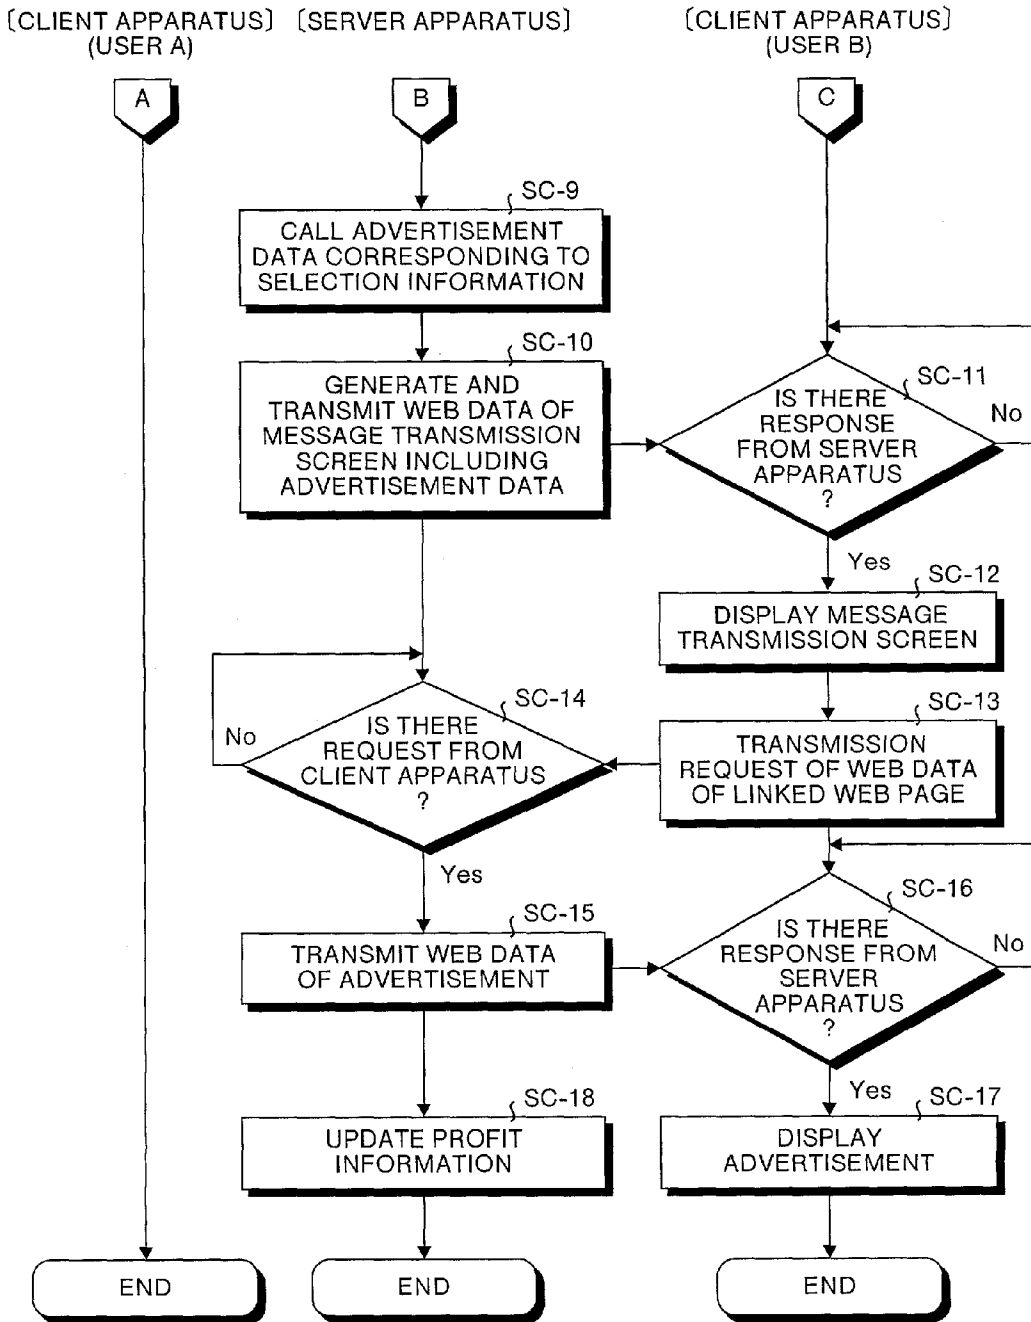 [CLIENT APPARATUS]
(USER A)
[SERVER APPARATUS]
[CLIENT APPARATUS]
(USER B)
A
B
C
SC-9
CALL ADVERTISEMENT
DATA CORRESPONDING TO
SELECTION INFORMATION
SC-10
GENERATE AND
TRANSMIT WEB DATA OF
MESSAGE TRANSMISSION
SCREEN INCLUDING
ADVERTISEMENT DATA
SC-11
IS THERE
RESPONSE
FROM SERVER
APPARATUS
?
No
Yes
SC-12
DISPLAY MESSAGE
TRANSMISSION SCREEN
SC-13
TRANSMISSION
REQUEST OF WEB DATA
OF LINKED WEB PAGE
SC-14
IS THERE
REQUEST FROM
CLIENT APPARATUS
?
No
Yes
SC-15
TRANSMIT WEB DATA
OF ADVERTISEMENT
SC-16
IS THERE
RESPONSE FROM
SERVER
APPARATUS
?
No
Yes
SC-18
UPDATE PROFIT
INFORMATION
SC-17
DISPLAY
ADVERTISEMENT
END
END
END